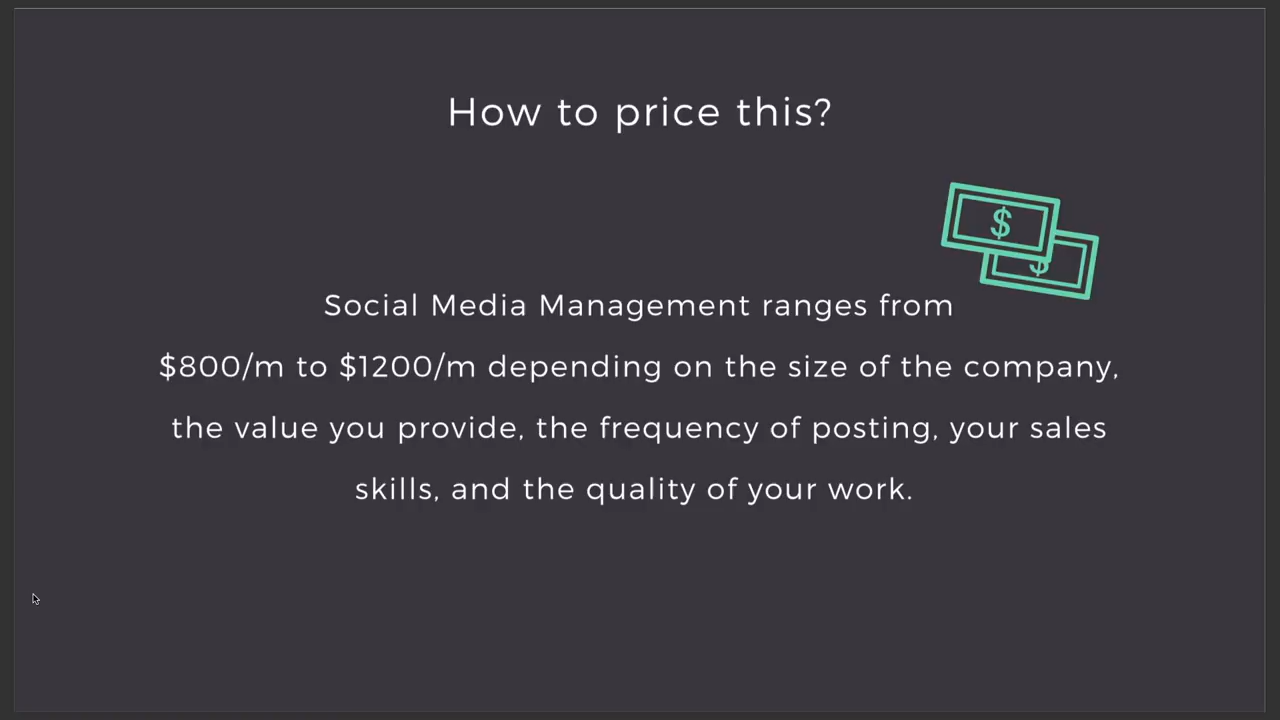 How to price this?
$
$
Social Media Management ranges from
$800/m to $1200/m depending on the size of the company,
the value you provide, the frequency of posting, your sales
skills, and the quality of your work.